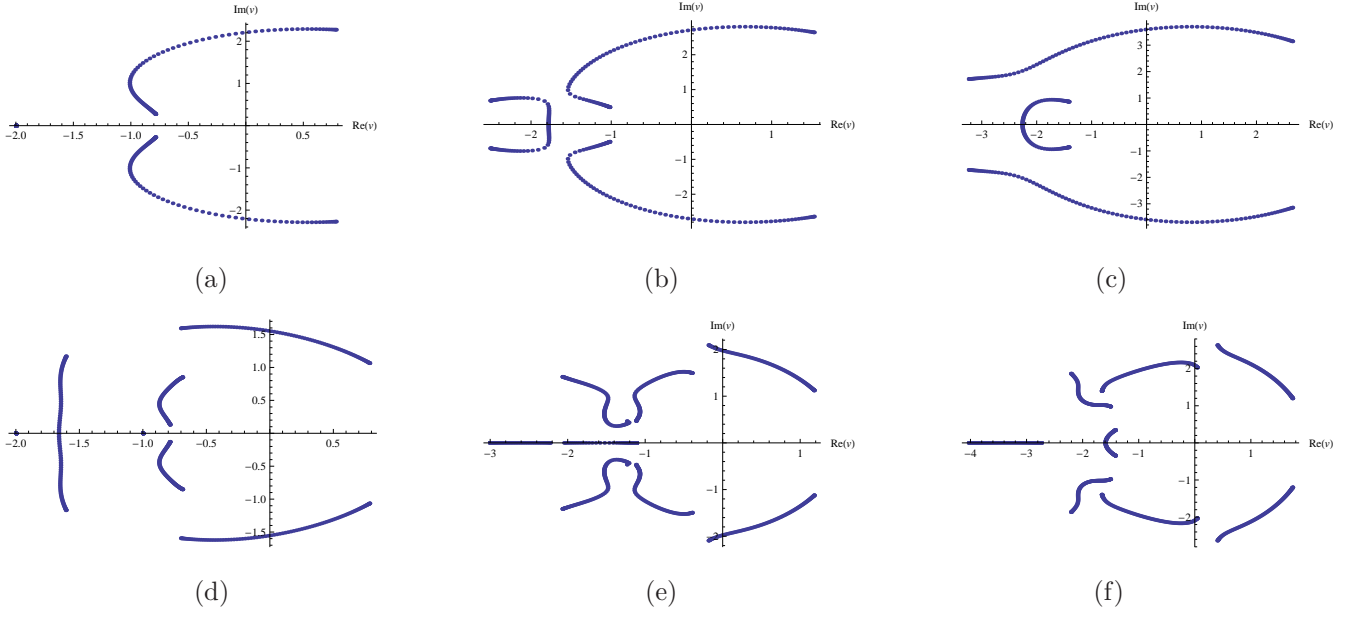 Im(v) Im(v) Im(v)
2 2 3
1 1 2
1
−2.0 −1.5 −1.0 −0.5 0.5 Re(v) −2 −1 1 Re(v) −3 −2 −1 1 2 Re(v)
−1 −1 −1
−2 −2 −2
−3
(a) (b) (c)
Im(v) Im(v)
1.5 2 2
1.0 1 1
0.5
−2.0 −1.5 −1.0 −0.5 0.5 −3 −2 −1 1 Re(v) −4 −3 −2 −1 1 Re(v)
−0.5
−1.0 −1 −1
−1.5 −2 −2
(d) (e) (f)